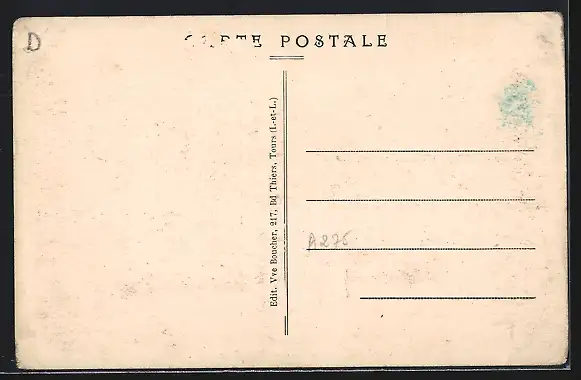 D
CARTE POSTALE
Edit. Vve Boucher, 217, Bd Thiers, Tours (I.-et-L.)
A275